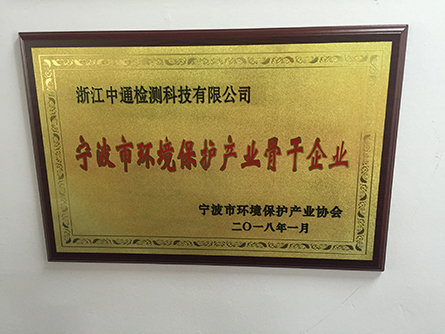 浙江中通检测科技有限公司
宁波市环境保护产业骨干企业
宁波市环境保护产业协会
二〇一八年一月